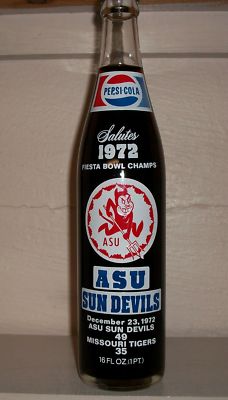 PEPSI-COLA
Salutes
1972
FIESTA BOWL CHAMPS
ASU
ASU
SUN DEVILS
December 23, 1972
ASU SUN DEVILS
49
MISSOURI TIGERS
35
16 FL OZ (1 PT.)